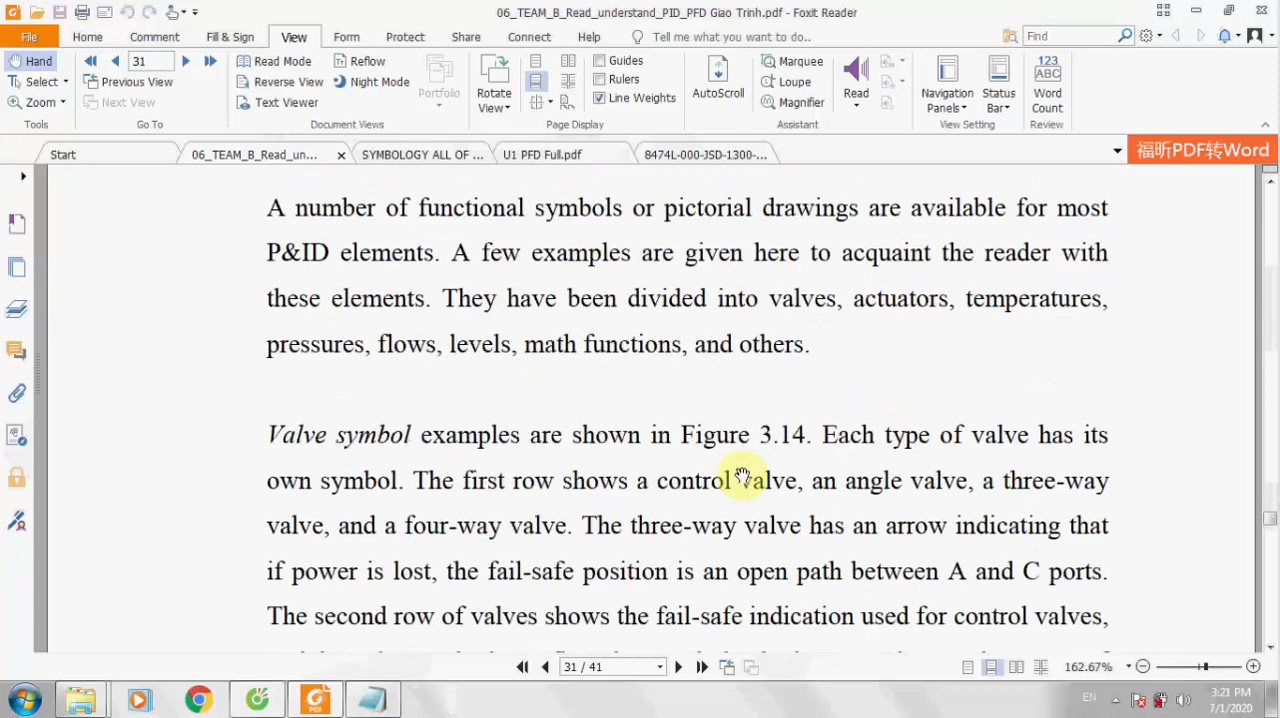 06_TEAM_B_Read_understand_PID_PFD Giao Trinh.pdf - Foxit Reader
File Home Comment Fill & Sign View Form Protect Share Connect Help Tell me what you want to do.. Find
Hand 31 Read Mode Reflow Guides Marquee 123
Select Previous View Reverse View Night Mode Portfolio Rotate View Rulers AutoScroll Loupe Read Navigation Panels Status Bar ABC Word Count
Zoom Next View Text Viewer Line Weights Magnifier
Tools Go To Document Views Page Display Assistant View Setting Review
Start 06_TEAM_B_Read_un... SYMBOLOGY ALL OF ... U1 PFD Full.pdf 8474L-000-JSD-1300-... 福昕PDF转Word
A number of functional symbols or pictorial drawings are available for most
P&ID elements. A few examples are given here to acquaint the reader with
these elements. They have been divided into valves, actuators, temperatures,
pressures, flows, levels, math functions, and others.
Valve symbol examples are shown in Figure 3.14. Each type of valve has its
own symbol. The first row shows a control valve, an angle valve, a three-way
valve, and a four-way valve. The three-way valve has an arrow indicating that
if power is lost, the fail-safe position is an open path between A and C ports.
The second row of valves shows the fail-safe indication used for control valves,
31 / 41 162.67%
PDF EN 3:21 PM
7/1/2020